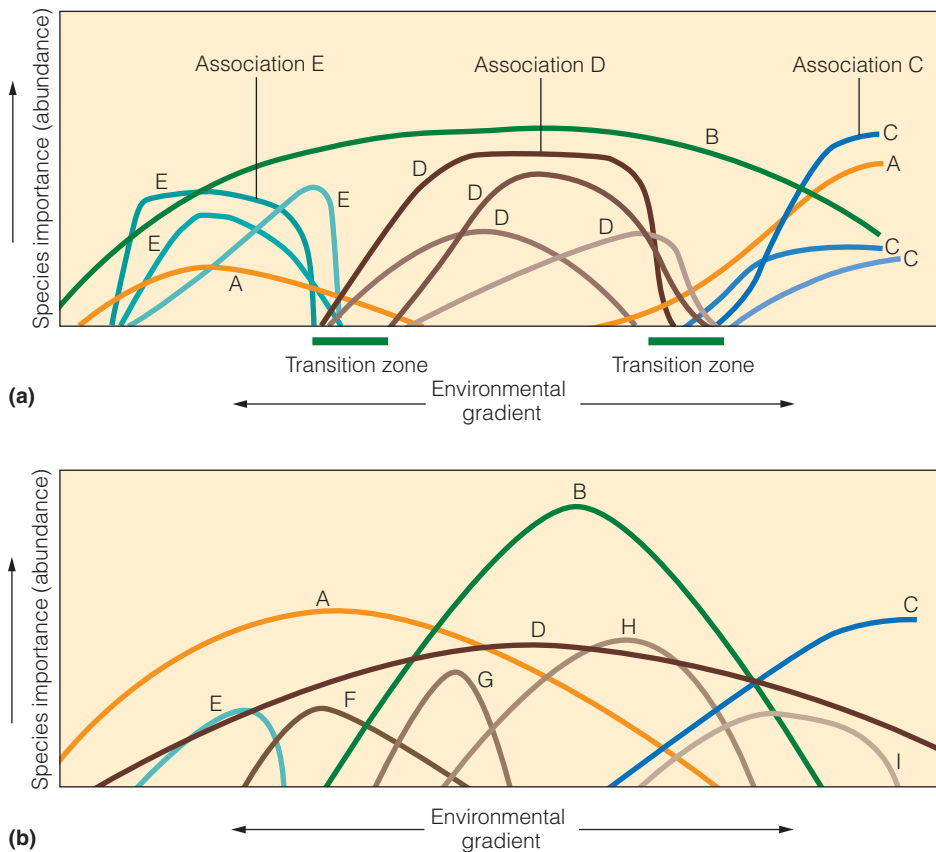 Association E
Association D
Association C
Species importance (abundance)
B
C
A
E
E
E
A
D
D
D
D
C
C
Transition zone
Transition zone
(a)
Environmental
gradient
Species importance (abundance)
B
A
C
D
H
E
F
G
I
(b)
Environmental
gradient